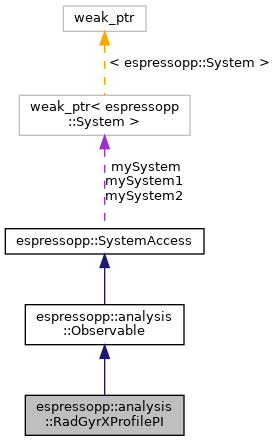 weak_ptr
< espressopp::System >
weak_ptr< espressopp
::System >
mySystem
mySystem1
mySystem2
espressopp::SystemAccess
espressopp::analysis
::Observable
espressopp::analysis
::RadGyrXProfilePI